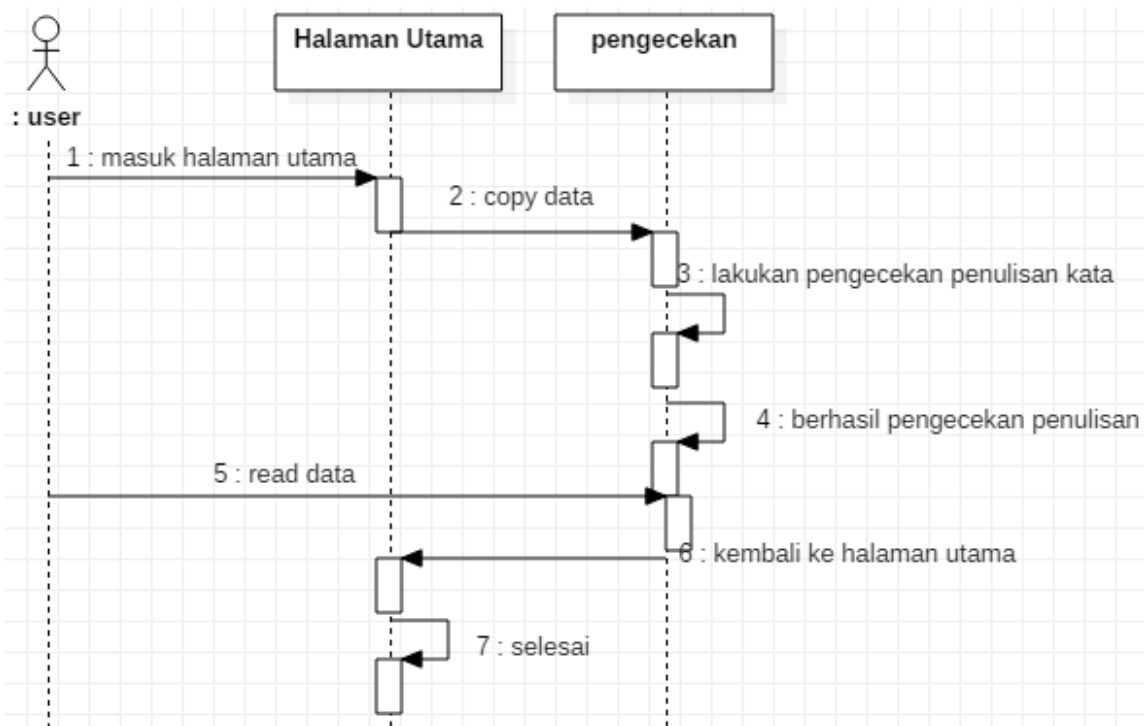 Halaman Utama
pengecekan
: user
1 : masuk halaman utama
2 : copy data
3 : lakukan pengecekan penulisan kata
4 : berhasil pengecekan penulisan
5 : read data
6 : kembali ke halaman utama
7 : selesai